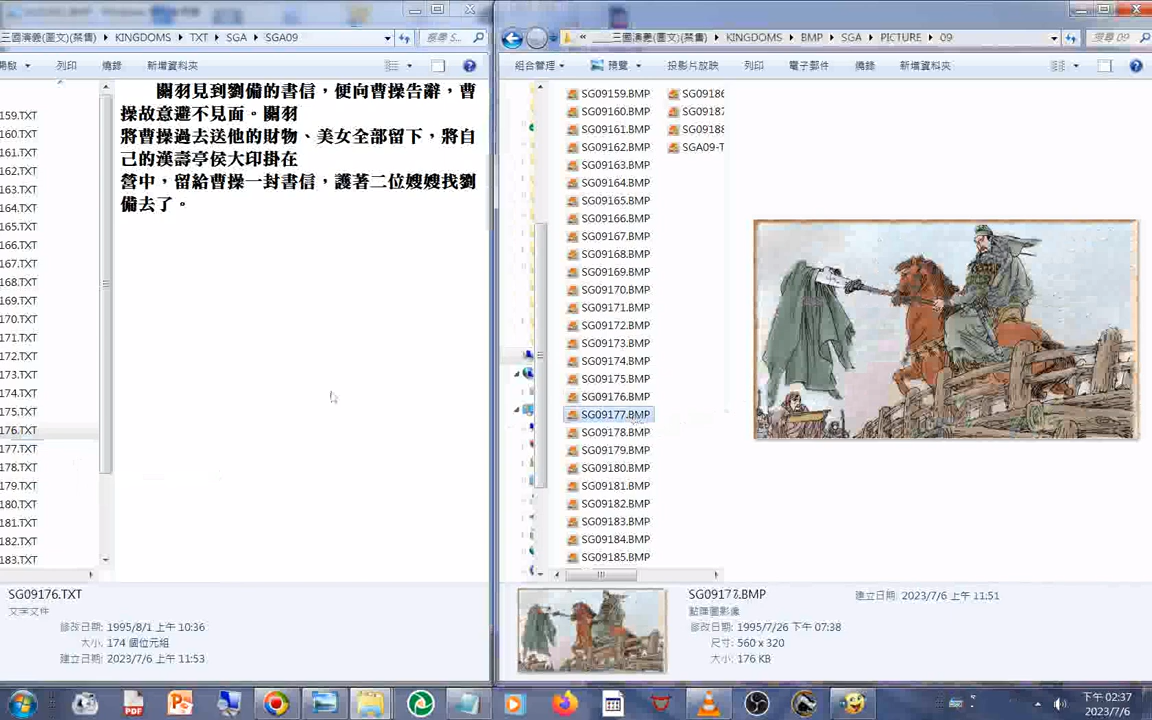 三國演義(圖文)(禁售) ▸ KINGDOMS ▸ TXT ▸ SGA ▸ SGA09
列印 燒錄 新增資料夾
159.TXT
160.TXT
161.TXT
162.TXT
163.TXT
164.TXT
165.TXT
166.TXT
167.TXT
168.TXT
169.TXT
170.TXT
171.TXT
172.TXT
173.TXT
174.TXT
175.TXT
176.TXT
177.TXT
178.TXT
179.TXT
180.TXT
181.TXT
182.TXT
183.TXT
關羽見到劉備的書信，便向曹操告辭，曹
操故意避不見面。關羽
將曹操過去送他的財物、美女全部留下，將自
己的漢壽亭侯大印掛在
營中，留給曹操一封書信，護著二位嫂嫂找劉
備去了。
SG09176.TXT
文字文件
修改日期: 1995/8/1 上午 10:36
大小: 174 個位元組
建立日期: 2023/7/6 上午 11:53
« ___三國演義(圖文)(禁售) ▸ KINGDOMS ▸ BMP ▸ SGA ▸ PICTURE ▸ 09
搜尋 09
組合管理 預覽 投影片放映 列印 電子郵件 燒錄 新增資料夾
SG09159.BMP
SG09160.BMP
SG09161.BMP
SG09162.BMP
SG09163.BMP
SG09164.BMP
SG09165.BMP
SG09166.BMP
SG09167.BMP
SG09168.BMP
SG09169.BMP
SG09170.BMP
SG09171.BMP
SG09172.BMP
SG09173.BMP
SG09174.BMP
SG09175.BMP
SG09176.BMP
SG09177.BMP
SG09178.BMP
SG09179.BMP
SG09180.BMP
SG09181.BMP
SG09182.BMP
SG09183.BMP
SG09184.BMP
SG09185.BMP
SG09186
SG09187
SG09188
SGA09-T
SG09177.BMP
點陣圖影像
修改日期: 1995/7/26 下午 07:38
尺寸: 560 x 320
大小: 176 KB
建立日期: 2023/7/6 上午 11:51
PDF
下午 02:37
2023/7/6